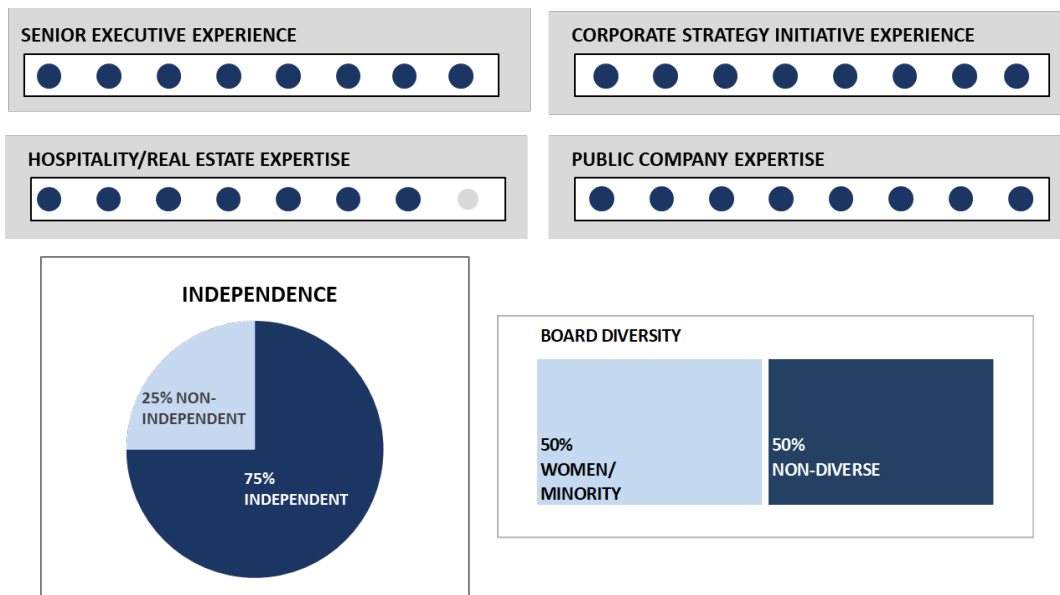 SENIOR EXECUTIVE EXPERIENCE
CORPORATE STRATEGY INITIATIVE EXPERIENCE
HOSPITALITY/REAL ESTATE EXPERTISE
PUBLIC COMPANY EXPERTISE
INDEPENDENCE
25% NON-
INDEPENDENT
75%
INDEPENDENT
BOARD DIVERSITY
50%
WOMEN/
MINORITY
50%
NON-DIVERSE